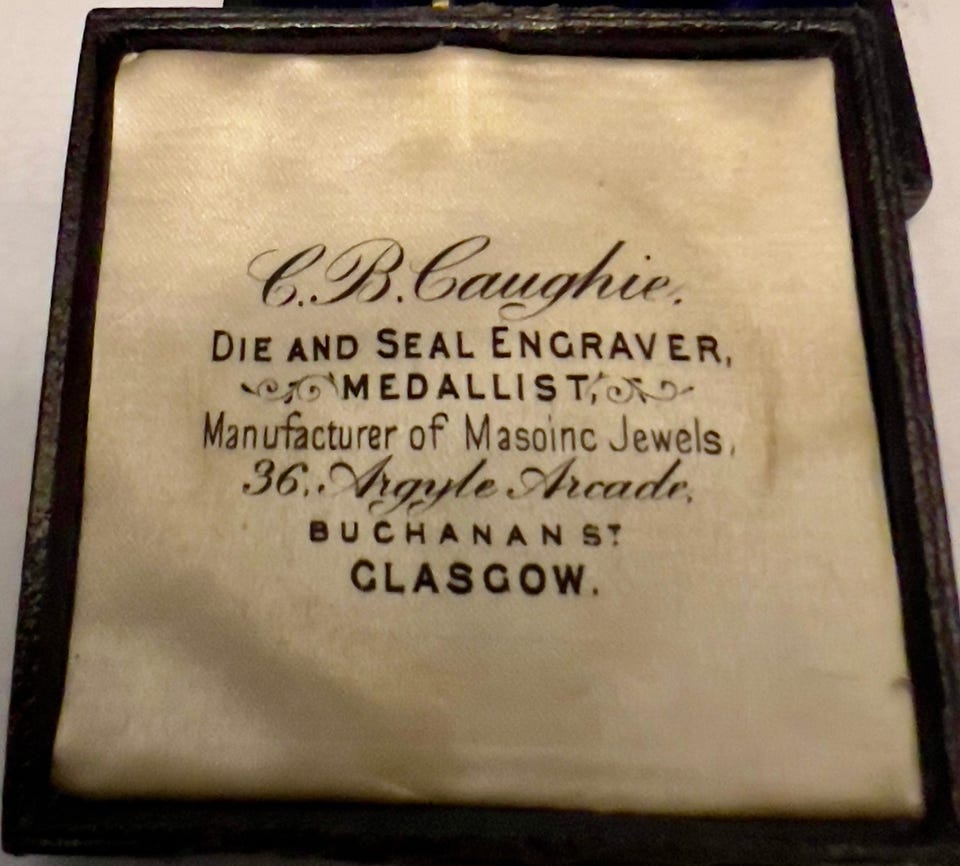 C. B. Caughie.
DIE AND SEAL ENGRAVER,
MEDALLIST,
Manufacturer of Masoinc Jewels,
36, Argyle Arcade,
BUCHANAN ST
GLASGOW.